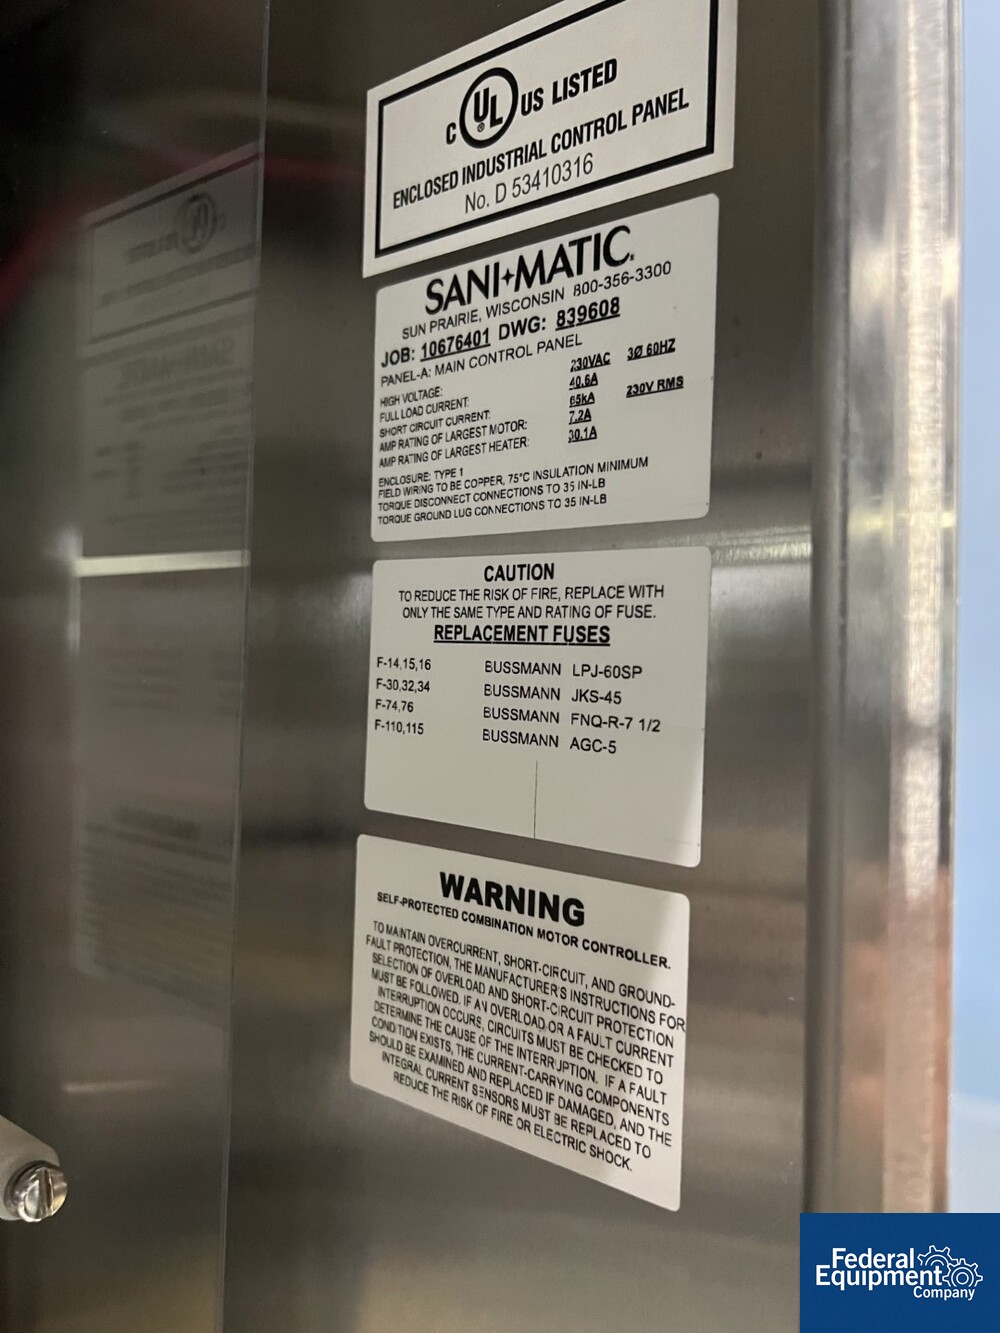 C UL ® US LISTED
ENCLOSED INDUSTRIAL CONTROL PANEL
No. D 53410316
SANI+MATIC®
SUN PRAIRIE, WISCONSIN 800-356-3300
JOB: 10676401 DWG: 839608
PANEL-A: MAIN CONTROL PANEL
HIGH VOLTAGE: 230VAC 3Ø 60HZ
FULL LOAD CURRENT: 40.6A
SHORT CIRCUIT CURRENT: 65kA 230V RMS
AMP RATING OF LARGEST MOTOR: 7.2A
AMP RATING OF LARGEST HEATER: 30.1A
ENCLOSURE: TYPE 1
FIELD WIRING TO BE COPPER, 75°C INSULATION MINIMUM
TORQUE DISCONNECT CONNECTIONS TO 35 IN-LB
TORQUE GROUND LUG CONNECTIONS TO 35 IN-LB
CAUTION
TO REDUCE THE RISK OF FIRE, REPLACE WITH
ONLY THE SAME TYPE AND RATING OF FUSE.
REPLACEMENT FUSES
F-14,15,16 BUSSMANN LPJ-60SP
F-30,32,34 BUSSMANN JKS-45
F-74,76 BUSSMANN FNQ-R-7 1/2
F-110,115 BUSSMANN AGC-5
WARNING
SELF-PROTECTED COMBINATION MOTOR CONTROLLER.
TO MAINTAIN OVERCURRENT, SHORT-CIRCUIT, AND GROUND-
FAULT PROTECTION, THE MANUFACTURER'S INSTRUCTIONS FOR
SELECTION OF OVERLOAD AND SHORT-CIRCUIT PROTECTION
MUST BE FOLLOWED. IF AN OVERLOAD OR A FAULT CURRENT
INTERRUPTION OCCURS, CIRCUITS MUST BE CHECKED TO
DETERMINE THE CAUSE OF THE INTERRUPTION. IF A FAULT
CONDITION EXISTS, THE CURRENT-CARRYING COMPONENTS
SHOULD BE EXAMINED AND REPLACED IF DAMAGED, AND THE
INTEGRAL CURRENT SENSORS MUST BE REPLACED TO
REDUCE THE RISK OF FIRE OR ELECTRIC SHOCK.
Federal
Equipment
Company